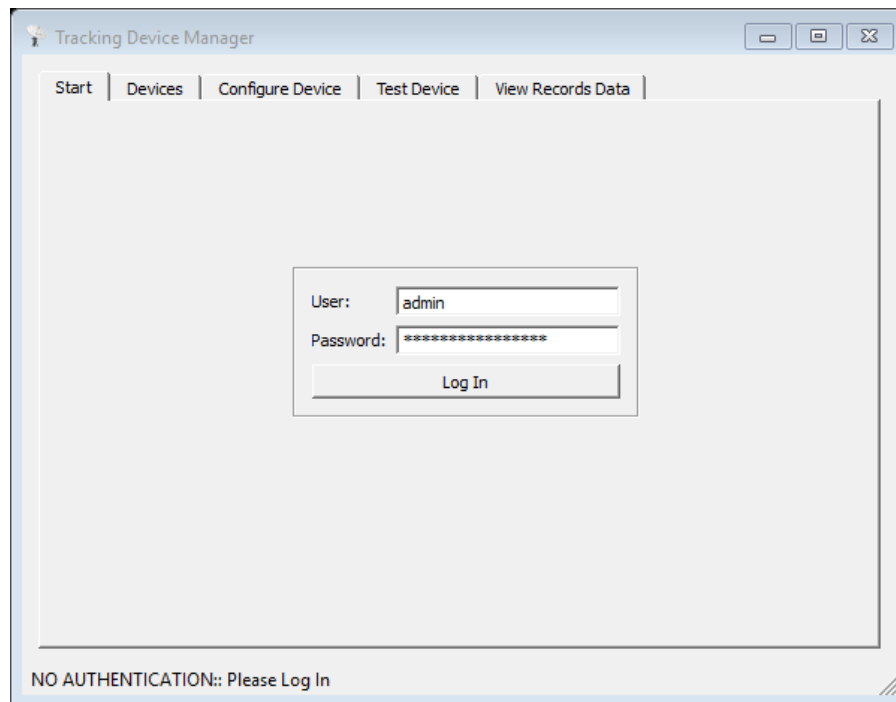 Tracking Device Manager
Start Devices Configure Device Test Device View Records Data
User: admin
Password: ****************
Log In
NO AUTHENTICATION:: Please Log In